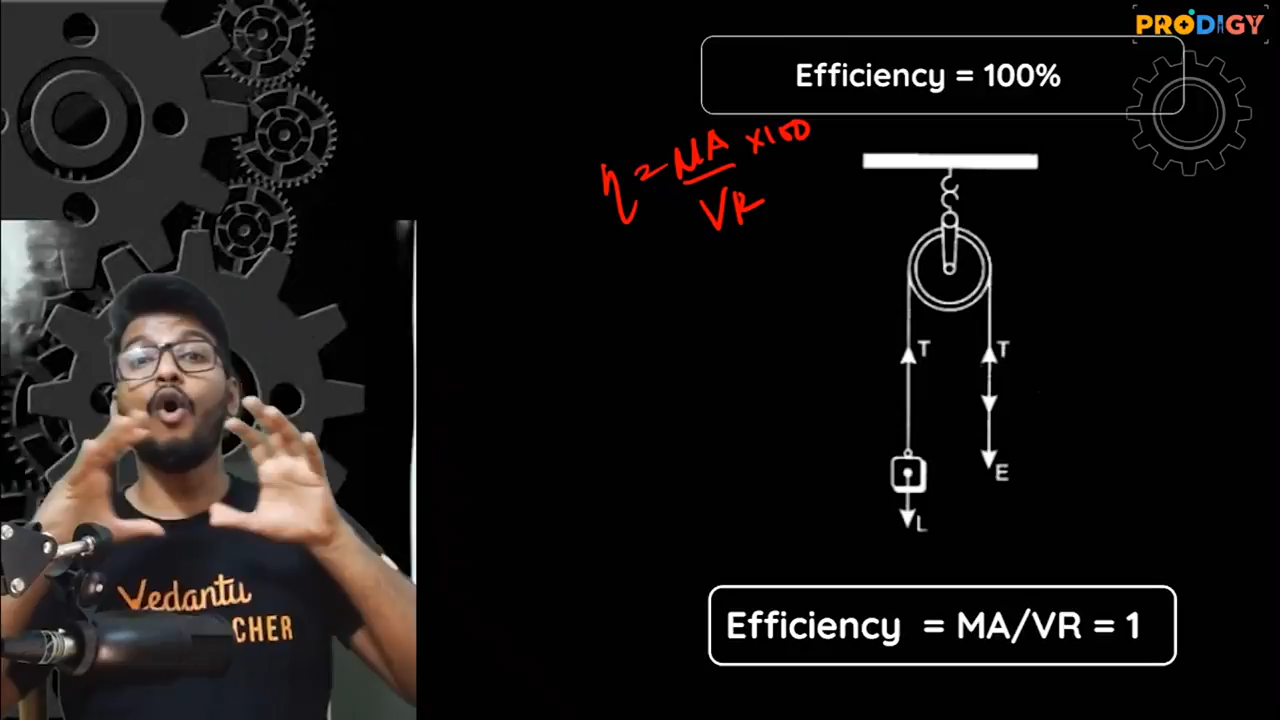 PRODIGY
Efficiency = 100%
η = MA/VR ×100
T
T
E
L
Vedantu
CHER
Efficiency = MA/VR = 1